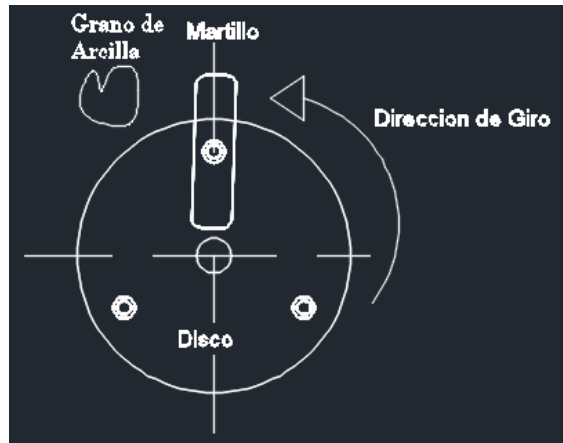 Grano de
Arcilla
Martillo
Direccion de Giro
Disco